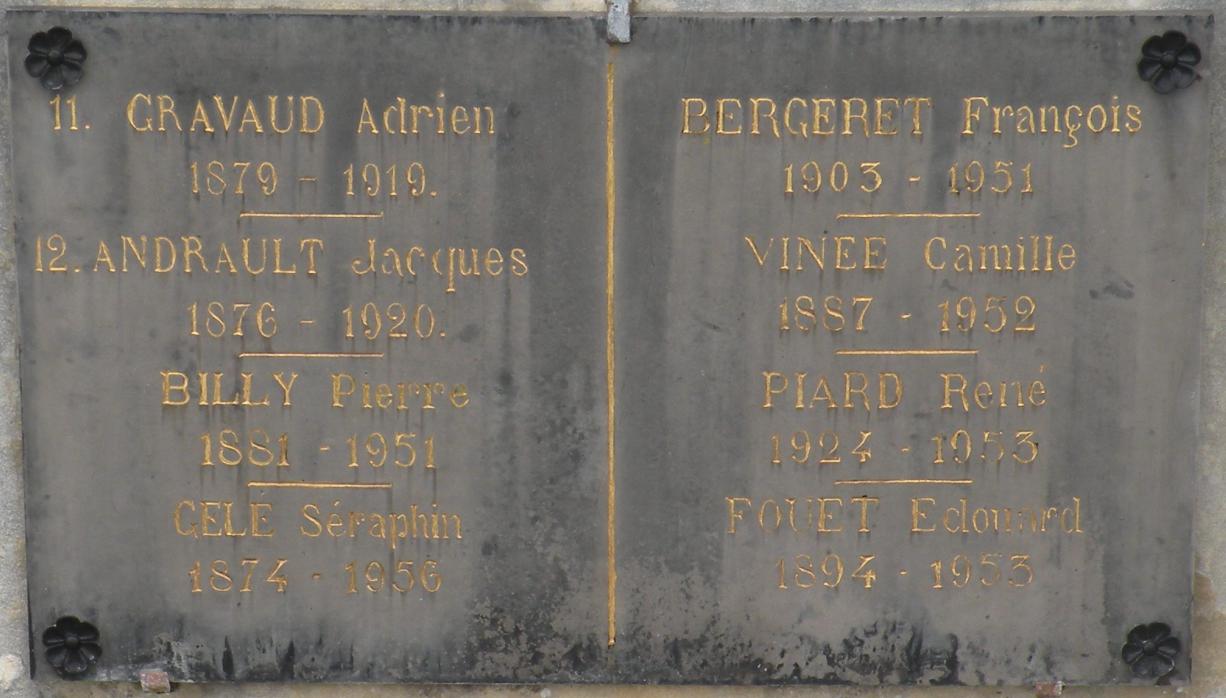 11. GRAVAUD Adrien
1879 - 1919.
12. ANDRAULT Jacques
1876 - 1920.
BILLY Pierre
1881 - 1951
GELÉ Séraphin
1874 - 1956
BERGERET François
1903 - 1951
VINEE Camille
1887 - 1952
PIARD René
1924 - 1953
FOUET Edouard
1894 - 1953